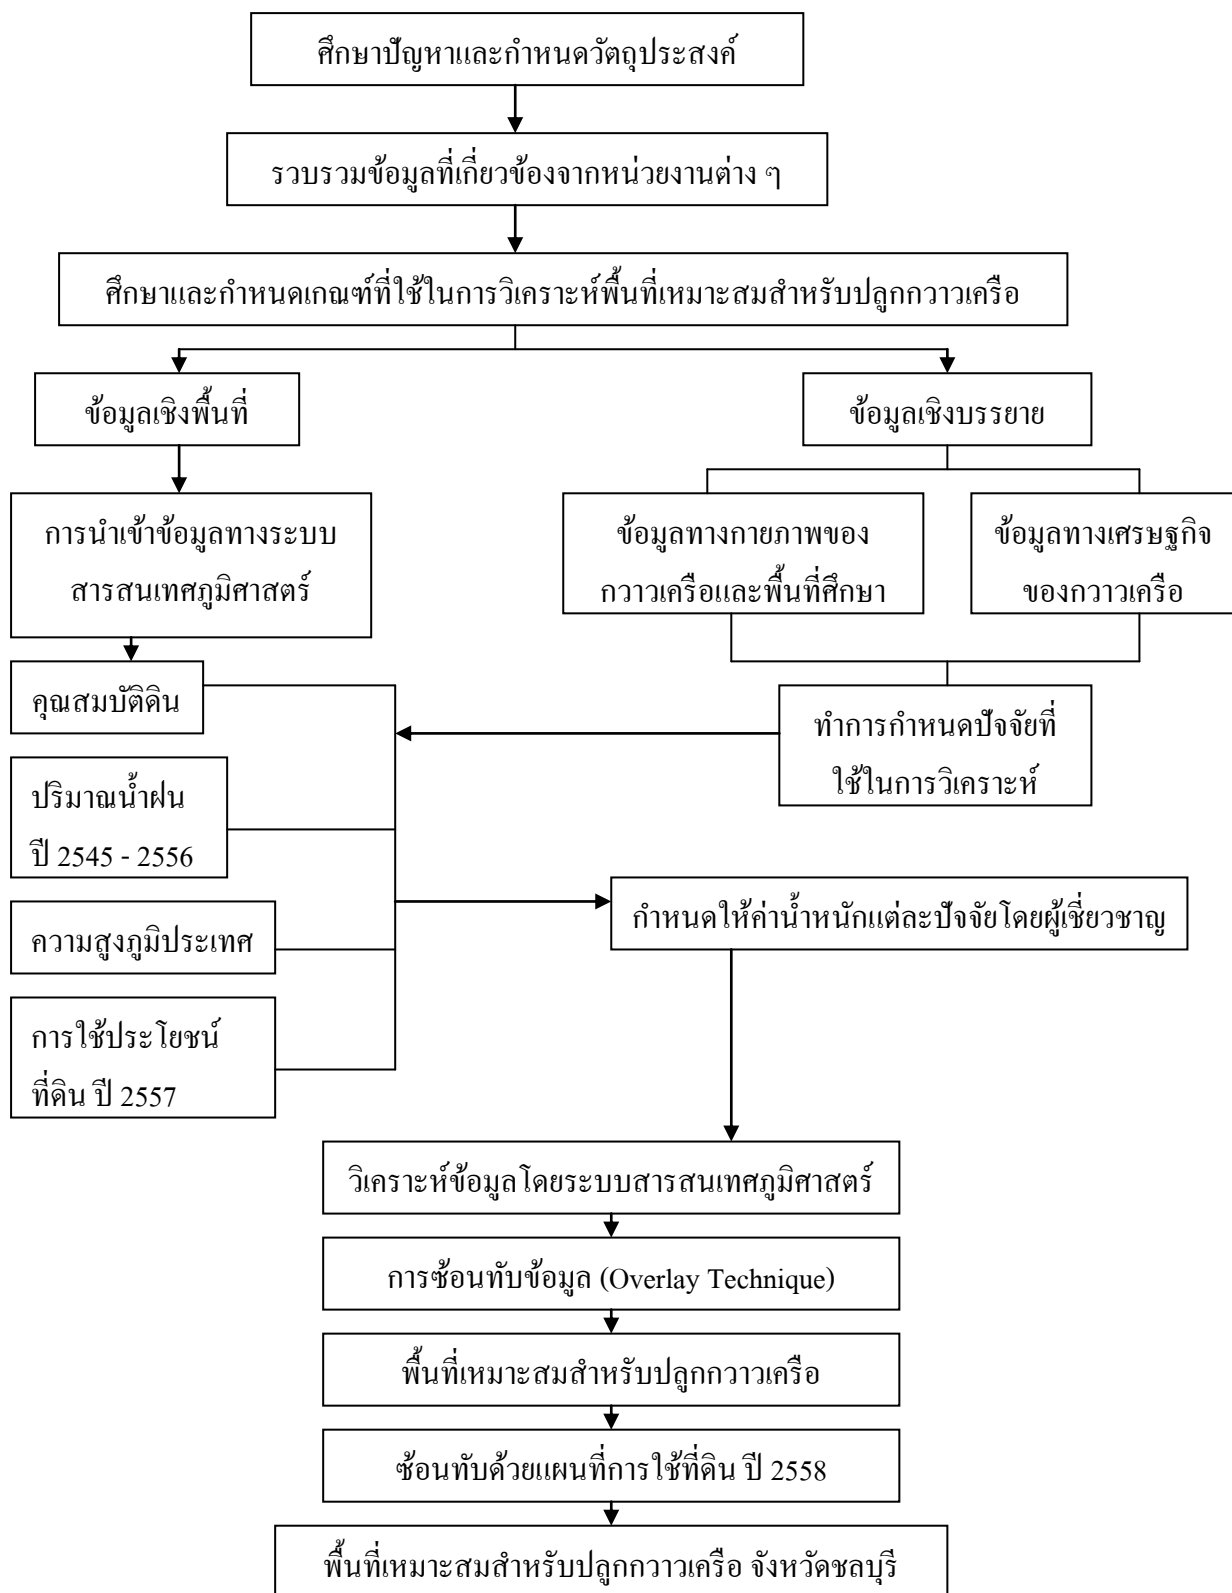 ศึกษาปัญหาและกำหนดวัตถุประสงค์
รวบรวมข้อมูลที่เกี่ยวข้องจากหน่วยงานต่าง ๆ
ศึกษาและกำหนดเกณฑ์ที่ใช้ในการวิเคราะห์พื้นที่เหมาะสมสำหรับปลูกกวาวเครือ
ข้อมูลเชิงพื้นที่
ข้อมูลเชิงบรรยาย
การนำเข้าข้อมูลทางระบบ
สารสนเทศภูมิศาสตร์
ข้อมูลทางกายภาพของ
กวาวเครือและพื้นที่ศึกษา
ข้อมูลทางเศรษฐกิจ
ของกวาวเครือ
คุณสมบัติดิน
ทำการกำหนดปัจจัยที่
ใช้ในการวิเคราะห์
ปริมาณน้ำฝน
ปี 2545 - 2556
ความสูงภูมิประเทศ
กำหนดให้ค่าน้ำหนักแต่ละปัจจัยโดยผู้เชี่ยวชาญ
การใช้ประโยชน์
ที่ดิน ปี 2557
วิเคราะห์ข้อมูลโดยระบบสารสนเทศภูมิศาสตร์
การซ้อนทับข้อมูล (Overlay Technique)
พื้นที่เหมาะสมสำหรับปลูกกวาวเครือ
ซ้อนทับด้วยแผนที่การใช้ที่ดิน ปี 2558
พื้นที่เหมาะสมสำหรับปลูกกวาวเครือ จังหวัดชลบุรี